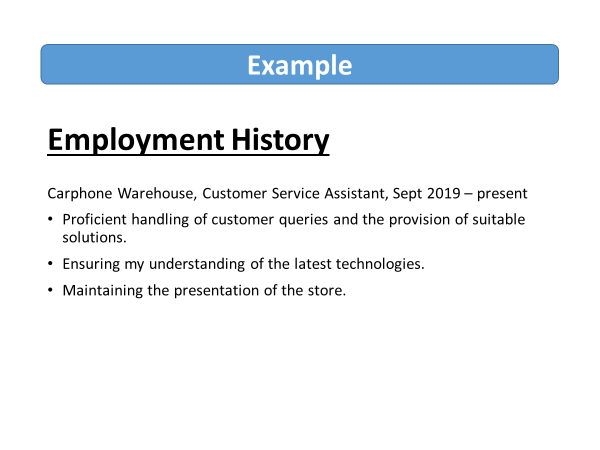 Example
Employment History
Carphone Warehouse, Customer Service Assistant, Sept 2019 – present
• Proficient handling of customer queries and the provision of suitable
solutions.
• Ensuring my understanding of the latest technologies.
• Maintaining the presentation of the store.